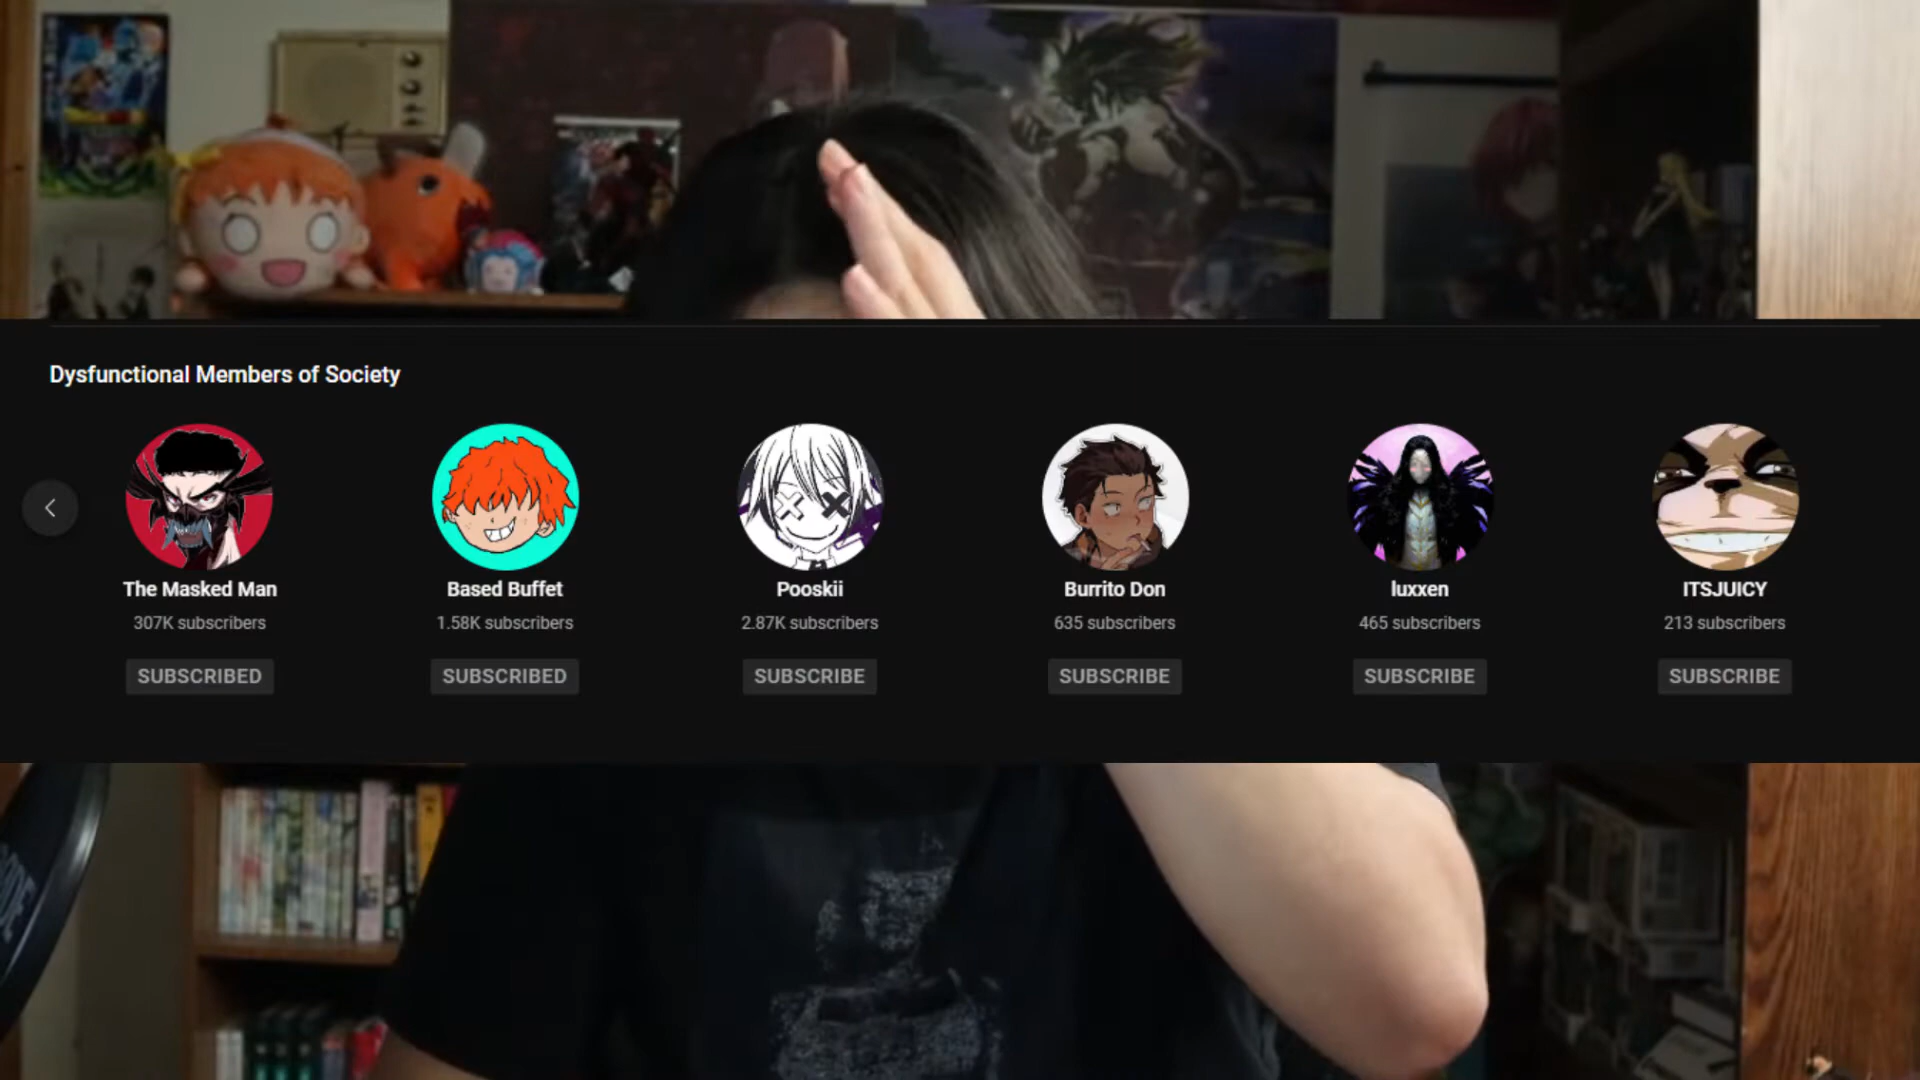 Dysfunctional Members of Society
The Masked Man
Based Buffet
Pooskii
Burrito Don
luxxen
ITSJUICY
307K subscribers
1.58K subscribers
2.87K subscribers
635 subscribers
465 subscribers
213 subscribers
SUBSCRIBED
SUBSCRIBED
SUBSCRIBE
SUBSCRIBE
SUBSCRIBE
SUBSCRIBE